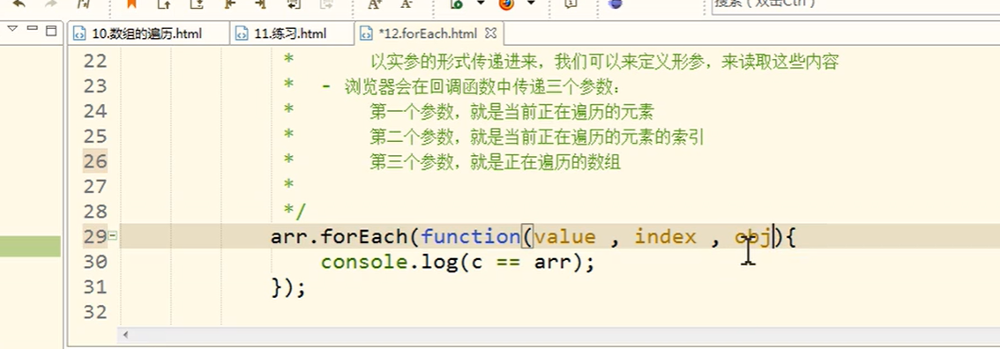 搜索（双击Ctrl）
10.数组的遍历.html 11.练习.html *12.forEach.html
22 * 以实参的形式传递进来，我们可以来定义形参，来读取这些内容
23 * - 浏览器会在回调函数中传递三个参数：
24 * 第一个参数，就是当前正在遍历的元素
25 * 第二个参数，就是当前正在遍历的元素的索引
26 * 第三个参数，就是正在遍历的数组
27 *
28 */
29 arr.forEach(function(value , index , obj){
30 console.log(c == arr);
31 });
32